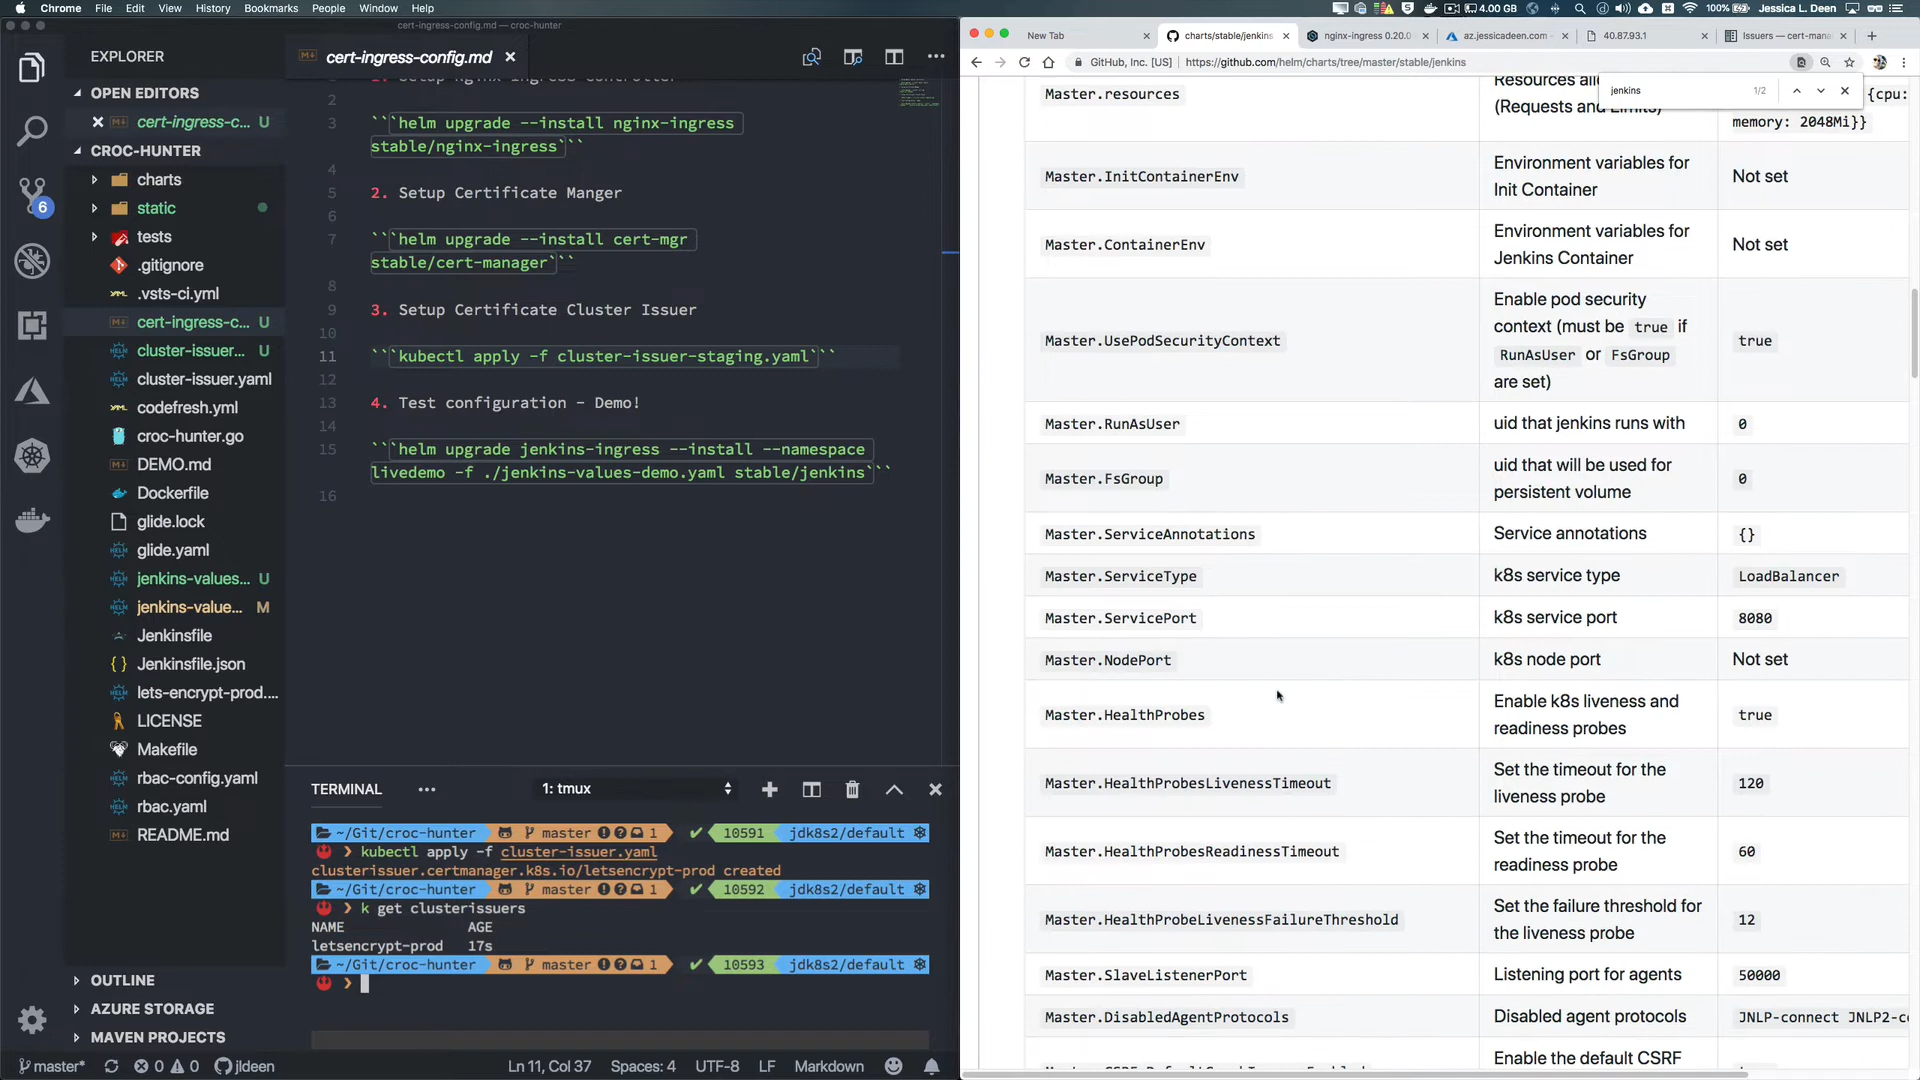 Chrome File Edit View History Bookmarks People Window Help
4.00 GB 100% Jessica L. Deen
cert-ingress-config.md — croc-hunter
EXPLORER
OPEN EDITORS
cert-ingress-c... U
CROC-HUNTER
charts
static
tests
.gitignore
.vsts-ci.yml
cert-ingress-c... U
cluster-issuer... U
cluster-issuer.yaml
codefresh.yml
croc-hunter.go
DEMO.md
Dockerfile
glide.lock
glide.yaml
jenkins-values... U
jenkins-value... M
Jenkinsfile
Jenkinsfile.json
lets-encrypt-prod....
LICENSE
Makefile
rbac-config.yaml
rbac.yaml
README.md
OUTLINE
AZURE STORAGE
MAVEN PROJECTS
6
cert-ingress-config.md
1. Setup Nginx Ingress Controller
2
3 ```helm upgrade --install nginx-ingress
stable/nginx-ingress```
4
5 2. Setup Certificate Manger
6
7 ```helm upgrade --install cert-mgr
stable/cert-manager```
8
9 3. Setup Certificate Cluster Issuer
10
11 ```kubectl apply -f cluster-issuer-staging.yaml```
12
13 4. Test configuration - Demo!
14
15 ```helm upgrade jenkins-ingress --install --namespace
livedemo -f ./jenkins-values-demo.yaml stable/jenkins```
16
TERMINAL ... 1: tmux
~/Git/croc-hunter master 1 ✔ 10591 jdk8s2/default
❯ kubectl apply -f cluster-issuer.yaml
clusterissuer.certmanager.k8s.io/letsencrypt-prod created
~/Git/croc-hunter master 1 ✔ 10592 jdk8s2/default
❯ k get clusterissuers
NAME AGE
letsencrypt-prod 17s
~/Git/croc-hunter master 1 ✔ 10593 jdk8s2/default
❯
master* 0 0 jldeen Ln 11, Col 37 Spaces: 4 UTF-8 LF Markdown
New Tab charts/stable/jenkins nginx-ingress 0.20.0 az.jessicadeen.com 40.87.93.1 Issuers — cert-mana
GitHub, Inc. [US] https://github.com/helm/charts/tree/master/stable/jenkins
jenkins 1/2
Master.resources Resources all
(Requests and Limits) {cpu:
memory: 2048Mi}}
Master.InitContainerEnv Environment variables for
Init Container Not set
Master.ContainerEnv Environment variables for
Jenkins Container Not set
Master.UsePodSecurityContext Enable pod security
context (must be true if
RunAsUser or FsGroup
are set) true
Master.RunAsUser uid that jenkins runs with 0
Master.FsGroup uid that will be used for
persistent volume 0
Master.ServiceAnnotations Service annotations {}
Master.ServiceType k8s service type LoadBalancer
Master.ServicePort k8s service port 8080
Master.NodePort k8s node port Not set
Master.HealthProbes Enable k8s liveness and
readiness probes true
Master.HealthProbesLivenessTimeout Set the timeout for the
liveness probe 120
Master.HealthProbesReadinessTimeout Set the timeout for the
readiness probe 60
Master.HealthProbeLivenessFailureThreshold Set the failure threshold for
the liveness probe 12
Master.SlaveListenerPort Listening port for agents 50000
Master.DisabledAgentProtocols Disabled agent protocols JNLP-connect JNLP2-co
Enable the default CSRF